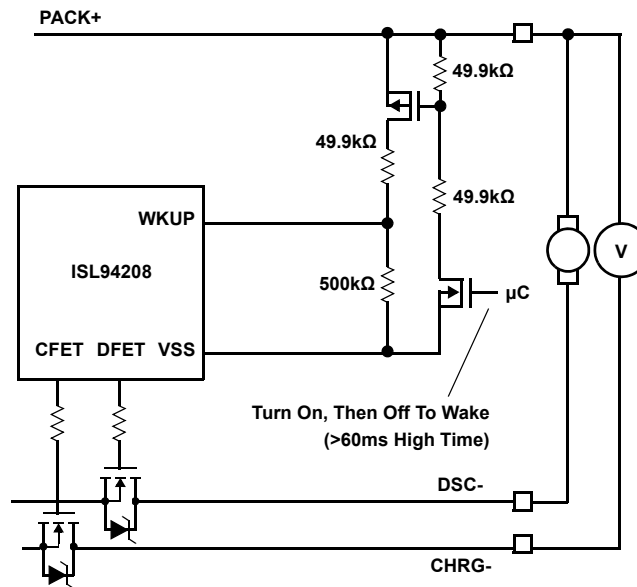 PACK+
49.9kΩ
49.9kΩ
49.9kΩ
WKUP
ISL94208
500kΩ
µC
V
CFET DFET VSS
Turn On, Then Off To Wake
(>60ms High Time)
DSC-
CHRG-